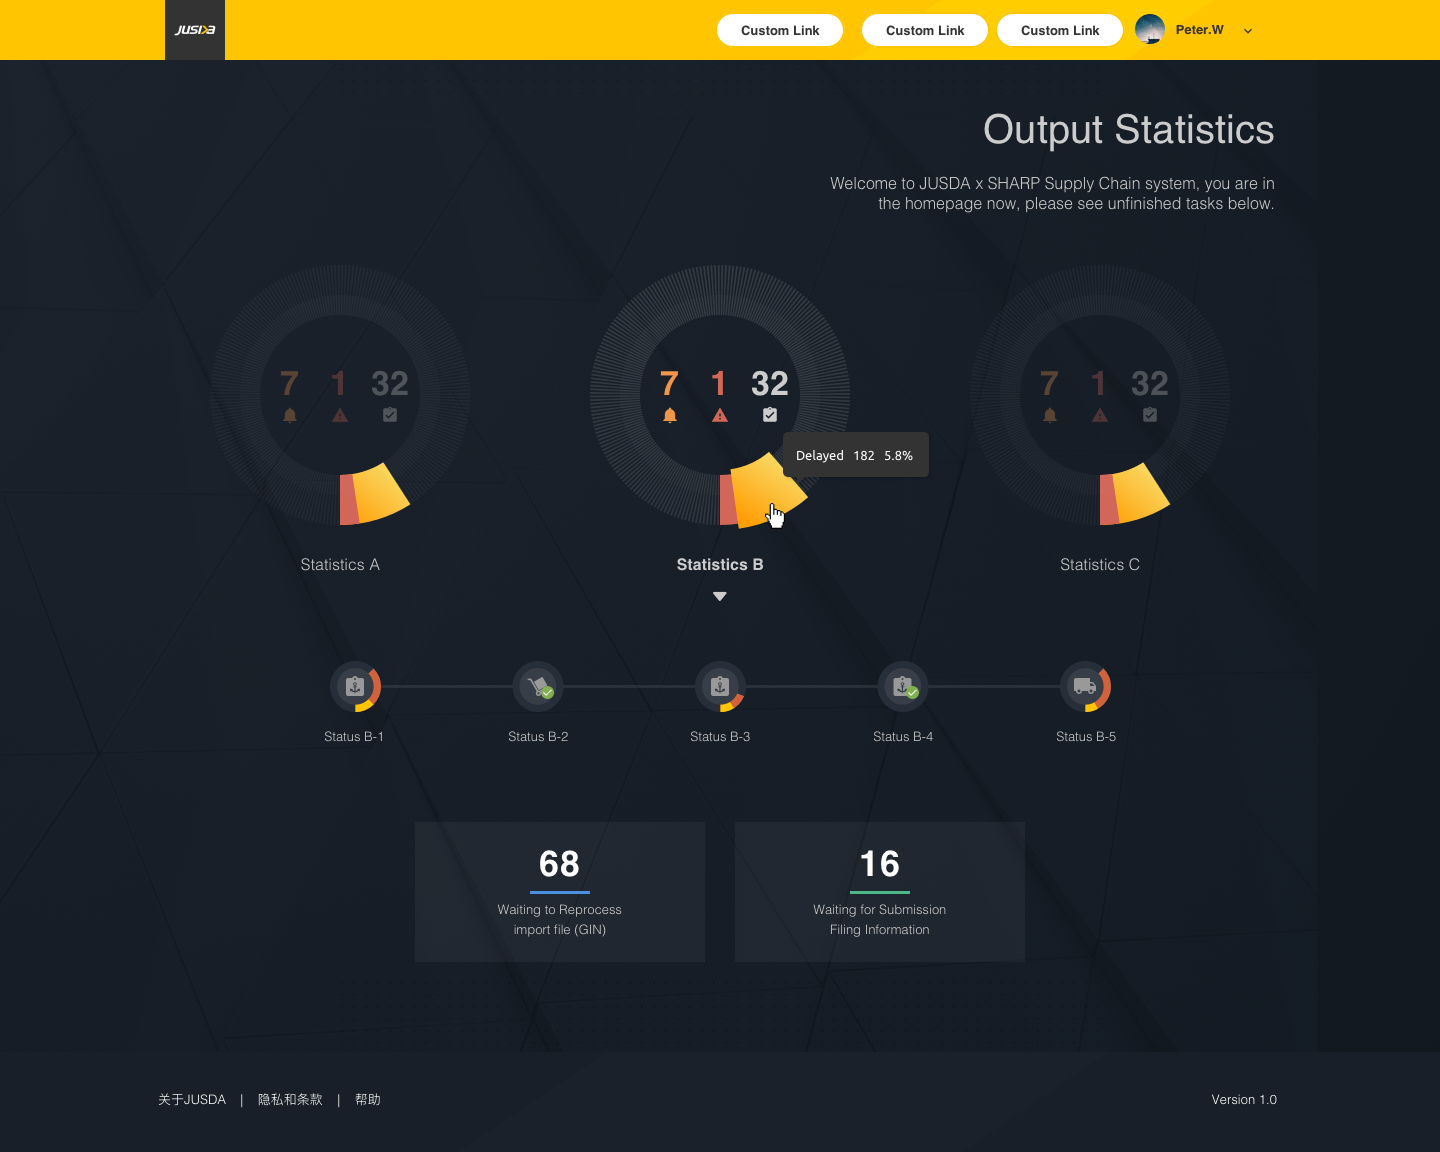 JUSDA
Custom Link
Custom Link
Custom Link
Peter.W
Output Statistics
Welcome to JUSDA x SHARP Supply Chain system, you are in
the homepage now, please see unfinished tasks below.
7 1 32
7 1 32
7 1 32
Delayed 182 5.8%
Statistics A
Statistics B
Statistics C
Status B-1
Status B-2
Status B-3
Status B-4
Status B-5
68
Waiting to Reprocess
import file (GIN)
16
Waiting for Submission
Filing Information
关于JUSDA | 隐私和条款 | 帮助
Version 1.0